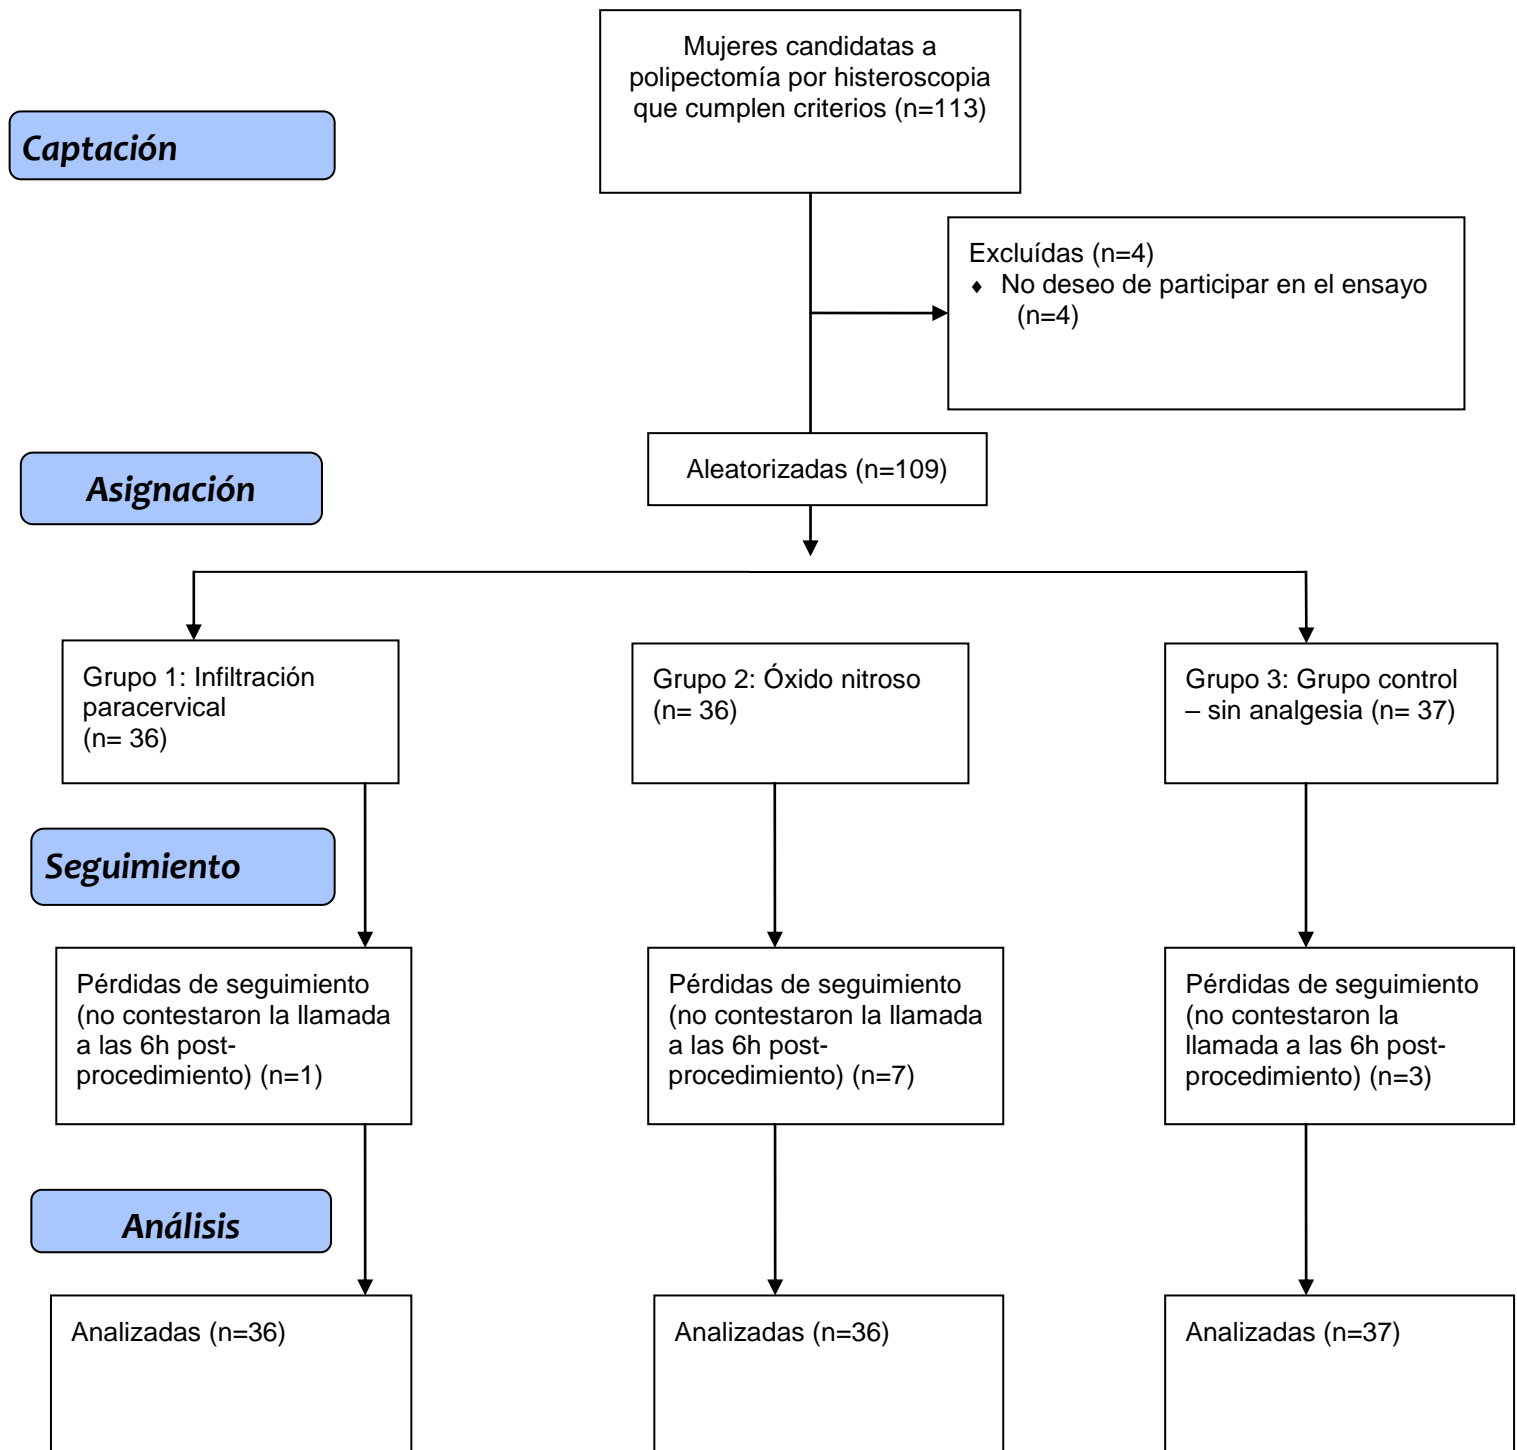 Mujeres candidatas a
polipectomía por histeroscopia
que cumplen criterios (n=113)
Captación
Excluídas (n=4)
♦ No deseo de participar en el ensayo
(n=4)
Aleatorizadas (n=109)
Asignación
Grupo 1: Infiltración
paracervical
(n= 36)
Grupo 2: Óxido nitroso
(n= 36)
Grupo 3: Grupo control
– sin analgesia (n= 37)
Seguimiento
Pérdidas de seguimiento
(no contestaron la llamada
a las 6h post-
procedimiento) (n=1)
Pérdidas de seguimiento
(no contestaron la llamada
a las 6h post-
procedimiento) (n=7)
Pérdidas de seguimiento
(no contestaron la
llamada a las 6h post-
procedimiento) (n=3)
Análisis
Analizadas (n=36)
Analizadas (n=36)
Analizadas (n=37)